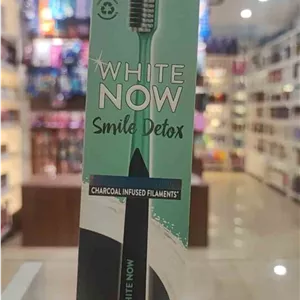 WHITE
NOW
Smile Detox
CHARCOAL INFUSED FILAMENTS*
WHITE NOW